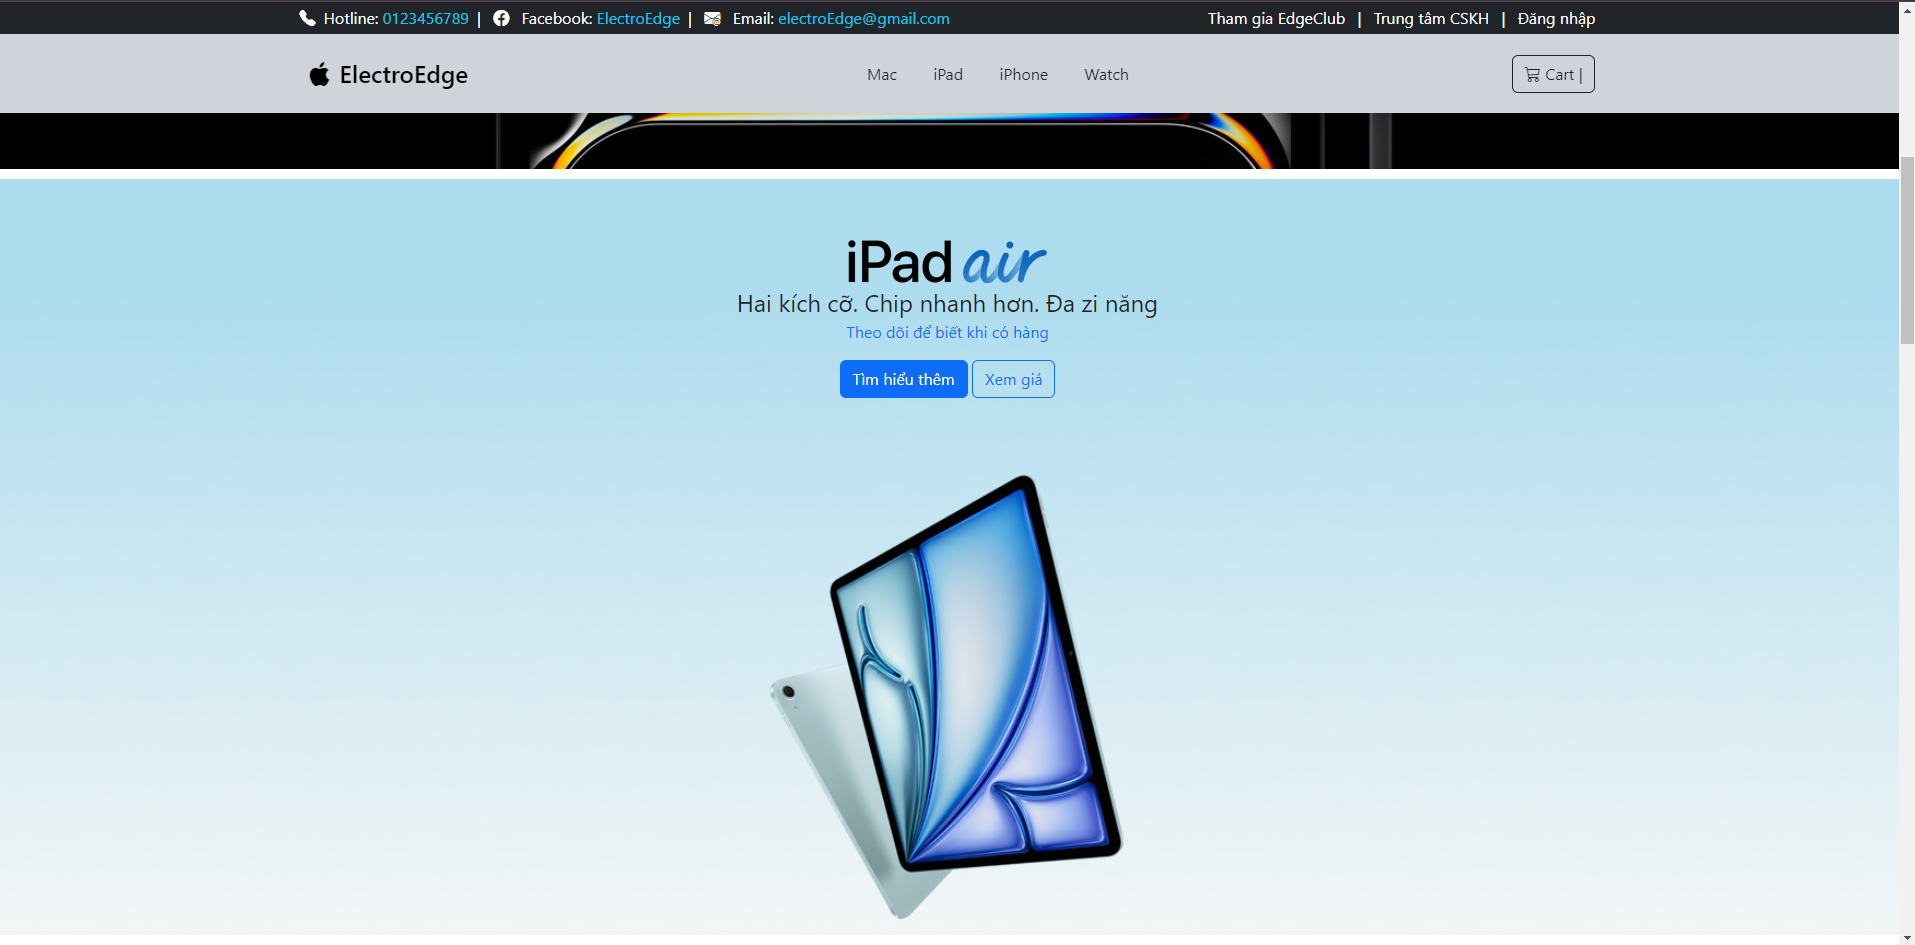 Hotline: 0123456789 | Facebook: ElectroEdge | Email: electroEdge@gmail.com Tham gia EdgeClub | Trung tâm CSKH | Đăng nhập
ElectroEdge Mac iPad iPhone Watch Cart |
iPad air
Hai kích cỡ. Chip nhanh hơn. Đa zi năng
Theo dõi để biết khi có hàng
Tìm hiểu thêm Xem giá